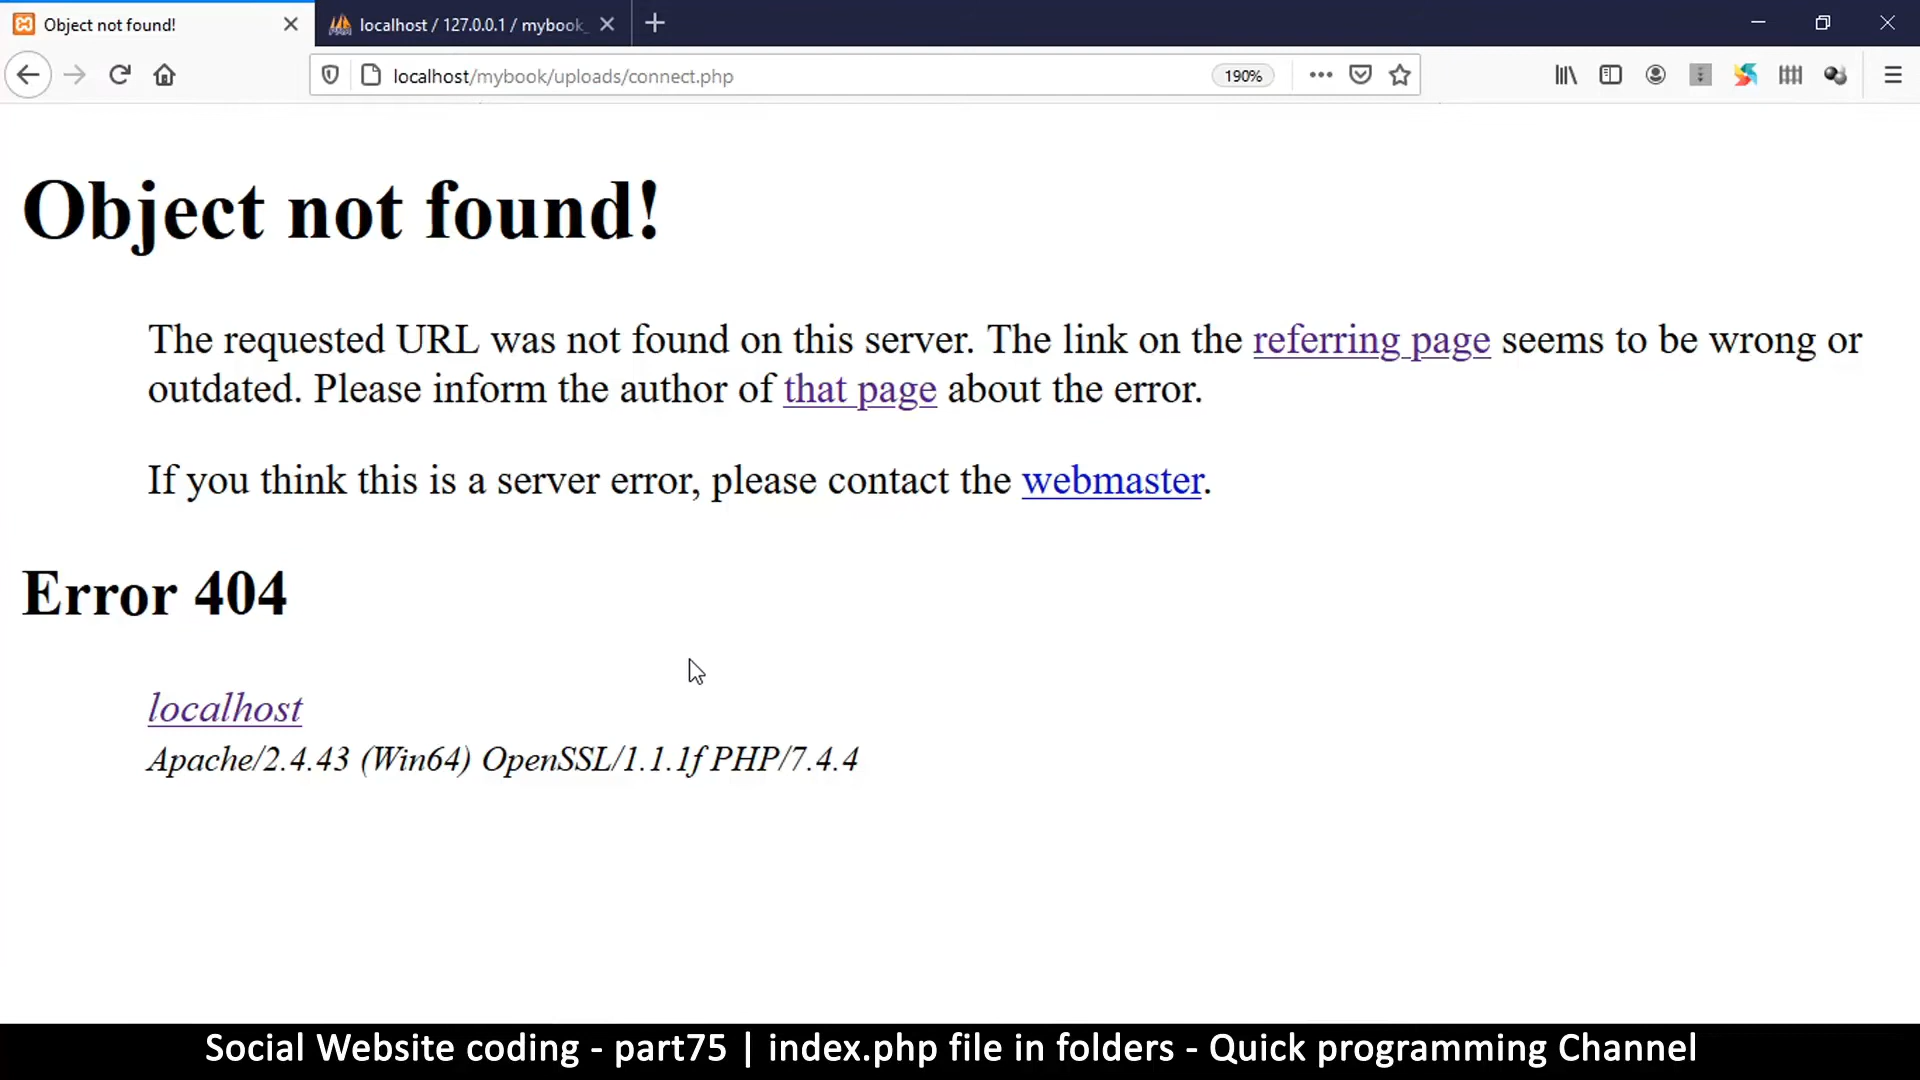 Object not found!
localhost / 127.0.0.1 / mybook_
localhost/mybook/uploads/connect.php
190%
Object not found!
The requested URL was not found on this server. The link on the referring page seems to be wrong or
outdated. Please inform the author of that page about the error.
If you think this is a server error, please contact the webmaster.
Error 404
localhost
Apache/2.4.43 (Win64) OpenSSL/1.1.1f PHP/7.4.4
Social Website coding - part75 | index.php file in folders - Quick programming Channel